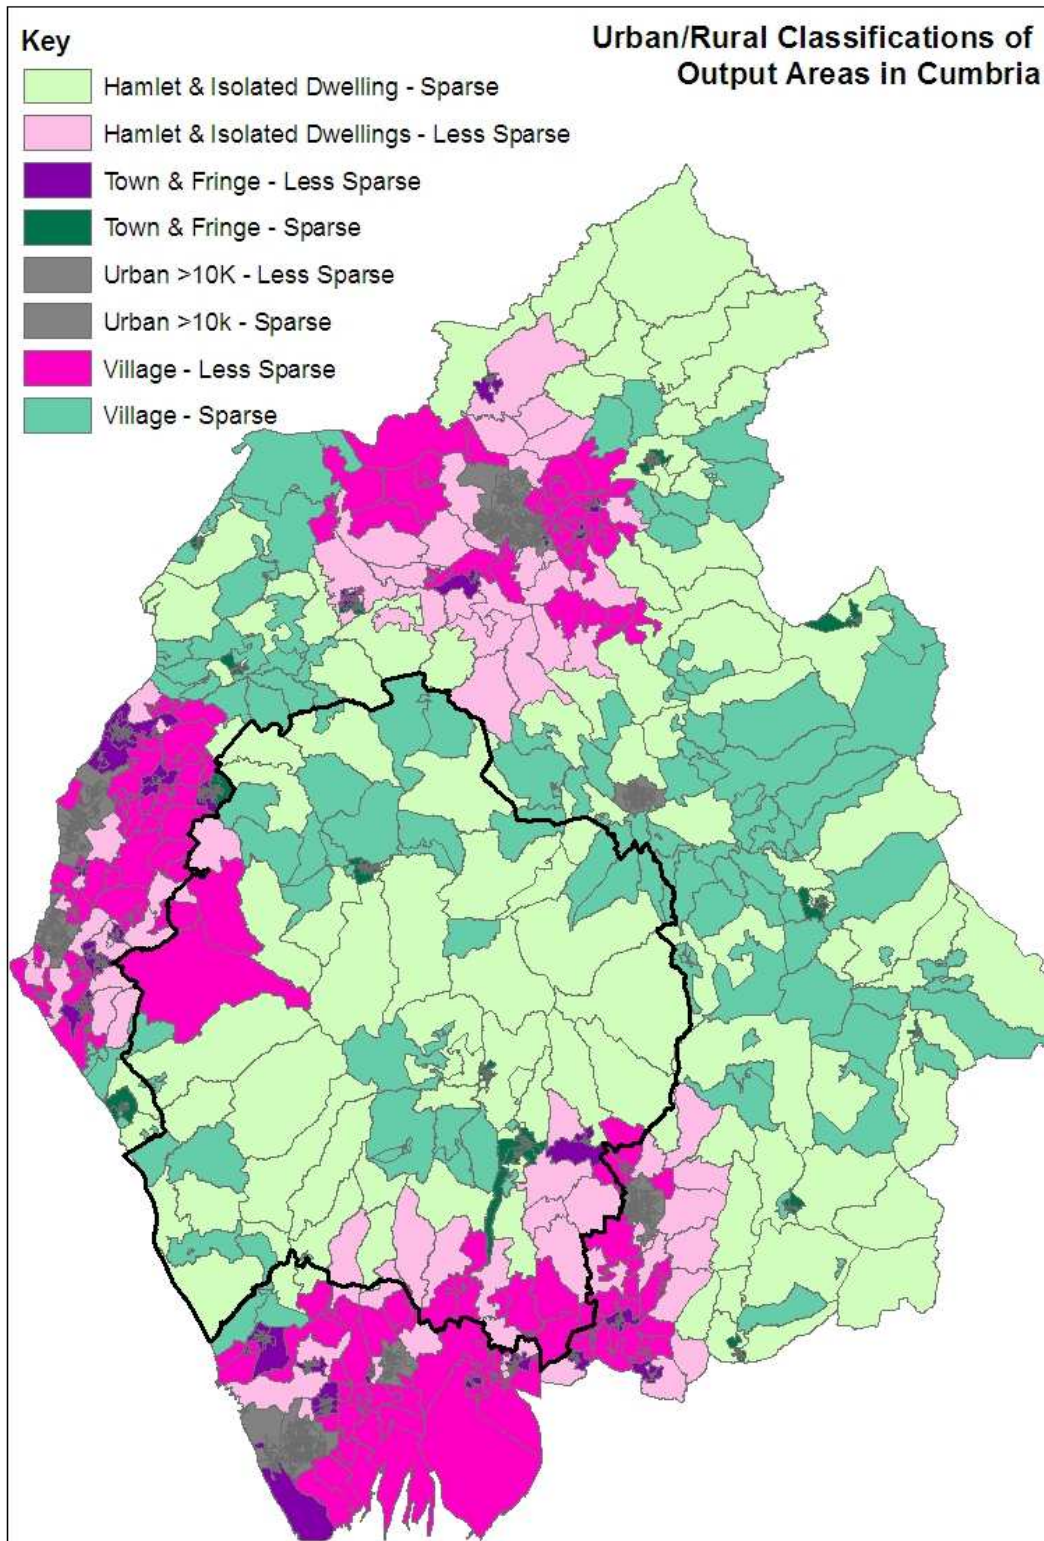 Urban/Rural Classifications of
Output Areas in Cumbria
Key
Hamlet & Isolated Dwelling - Sparse
Hamlet & Isolated Dwellings - Less Sparse
Town & Fringe - Less Sparse
Town & Fringe - Sparse
Urban >10K - Less Sparse
Urban >10k - Sparse
Village - Less Sparse
Village - Sparse